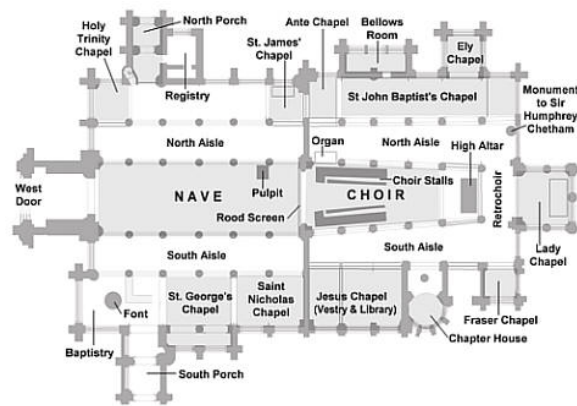 North Porch
Holy
Trinity
Chapel
Registry
St. James'
Chapel
Ante Chapel
Bellows
Room
Ely
Chapel
St John Baptist's Chapel
Monument
to Sir
Humphrey
Chetham
North Aisle
Organ
North Aisle
High Altar
West
Door
NAVE
Pulpit
Rood Screen
Choir Stalls
CHOIR
Retrochoir
Lady
Chapel
South Aisle
South Aisle
St. George's
Chapel
Saint
Nicholas
Chapel
Jesus Chapel
(Vestry & Library)
Font
Baptistry
South Porch
Chapter House
Fraser Chapel